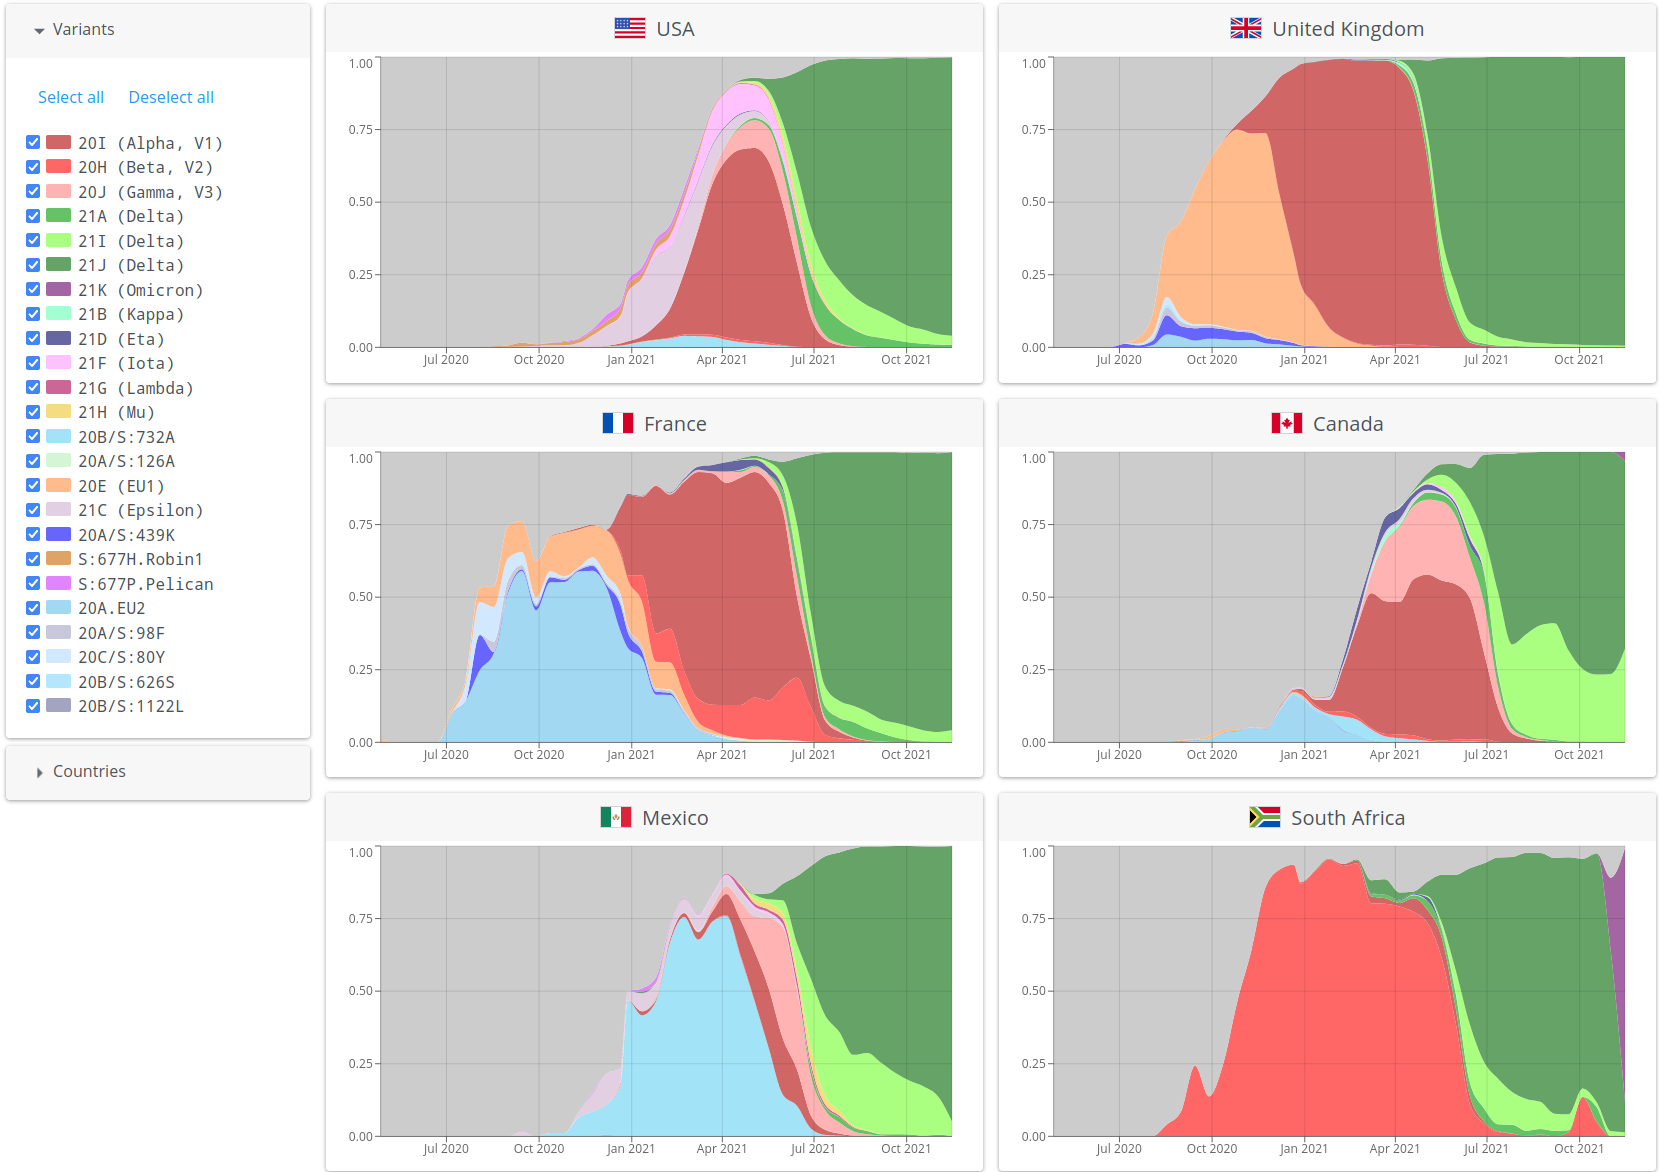 Variants
Select all Deselect all
20I (Alpha, V1)
20H (Beta, V2)
20J (Gamma, V3)
21A (Delta)
21I (Delta)
21J (Delta)
21K (Omicron)
21B (Kappa)
21D (Eta)
21F (Iota)
21G (Lambda)
21H (Mu)
20B/S:732A
20A/S:126A
20E (EU1)
21C (Epsilon)
20A/S:439K
S:677H.Robin1
S:677P.Pelican
20A.EU2
20A/S:98F
20C/S:80Y
20B/S:626S
20B/S:1122L
Countries
USA
1.00
0.75
0.50
0.25
0.00
Jul 2020 Oct 2020 Jan 2021 Apr 2021 Jul 2021 Oct 2021
United Kingdom
1.00
0.75
0.50
0.25
0.00
Jul 2020 Oct 2020 Jan 2021 Apr 2021 Jul 2021 Oct 2021
France
1.00
0.75
0.50
0.25
0.00
Jul 2020 Oct 2020 Jan 2021 Apr 2021 Jul 2021 Oct 2021
Canada
1.00
0.75
0.50
0.25
0.00
Jul 2020 Oct 2020 Jan 2021 Apr 2021 Jul 2021 Oct 2021
Mexico
1.00
0.75
0.50
0.25
0.00
Jul 2020 Oct 2020 Jan 2021 Apr 2021 Jul 2021 Oct 2021
South Africa
1.00
0.75
0.50
0.25
0.00
Jul 2020 Oct 2020 Jan 2021 Apr 2021 Jul 2021 Oct 2021